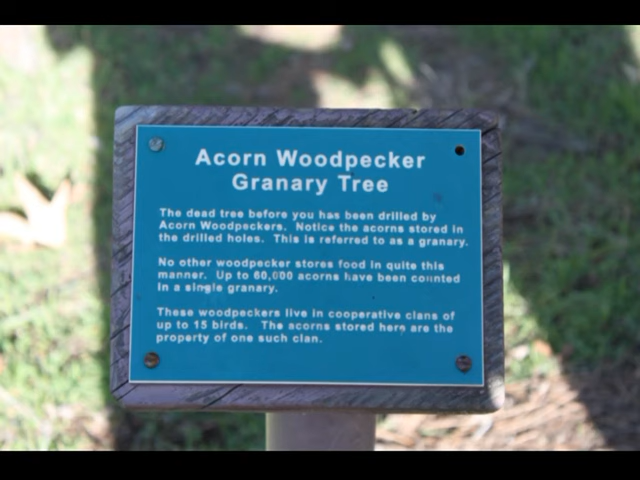 Acorn Woodpecker
Granary Tree
The dead tree before you has been drilled by
Acorn Woodpeckers. Notice the acorns stored in
the drilled holes. This is referred to as a granary.
No other woodpecker stores food in quite this
manner. Up to 60,000 acorns have been counted
in a single granary.
These woodpeckers live in cooperative clans of
up to 15 birds. The acorns stored here are the
property of one such clan.